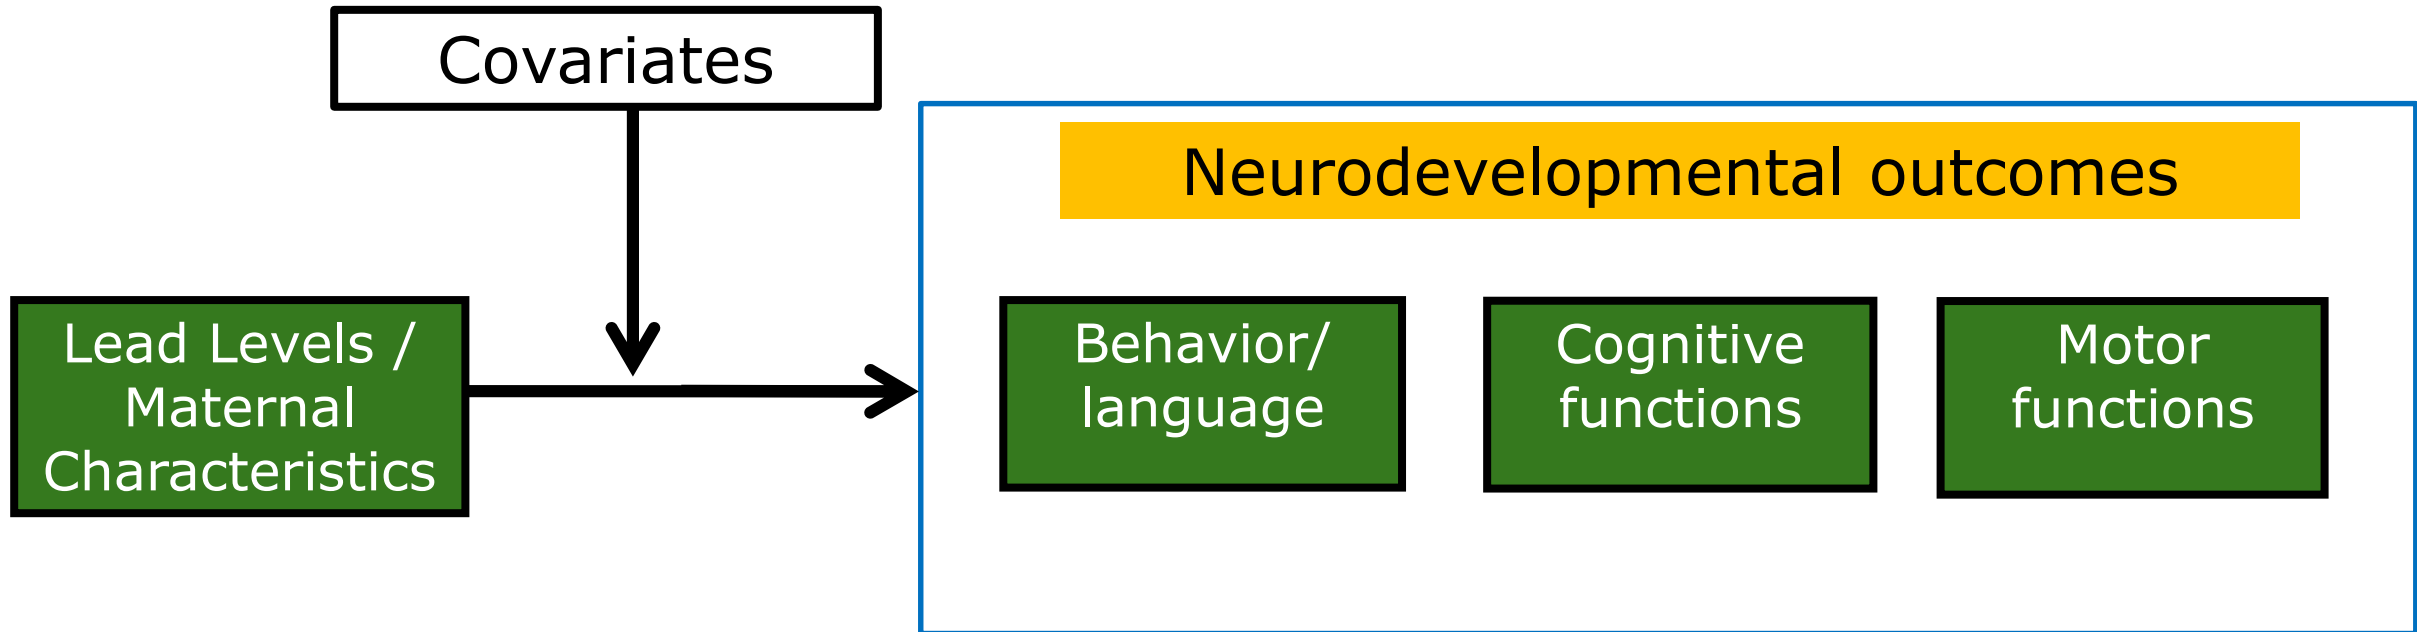 Covariates
Neurodevelopmental outcomes
Lead Levels /
Maternal
Characteristics
Behavior/
language
Cognitive
functions
Motor
functions